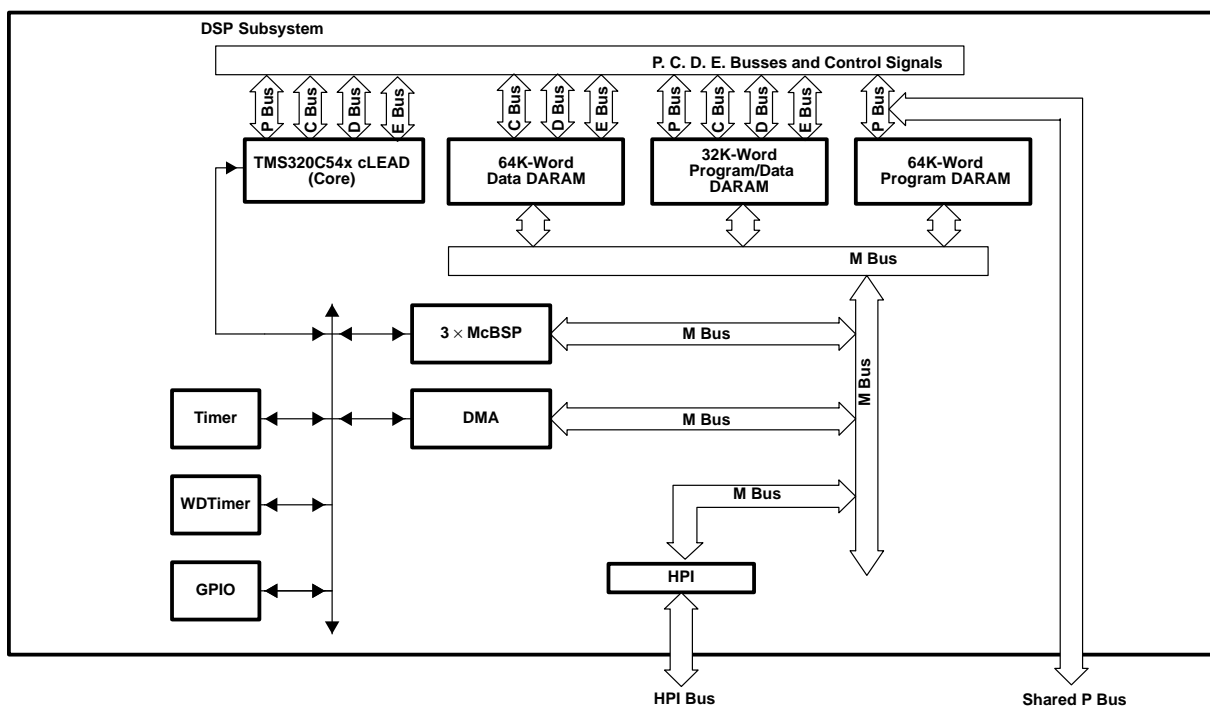 DSP Subsystem
P. C. D. E. Busses and Control Signals
P Bus
C Bus
D Bus
E Bus
C Bus
D Bus
E Bus
P Bus
C Bus
D Bus
E Bus
P Bus
TMS320C54x cLEAD
(Core)
64K-Word
Data DARAM
32K-Word
Program/Data
DARAM
64K-Word
Program DARAM
M Bus
3 × McBSP
M Bus
M Bus
Timer
DMA
M Bus
WDTimer
M Bus
GPIO
HPI
HPI Bus
Shared P Bus